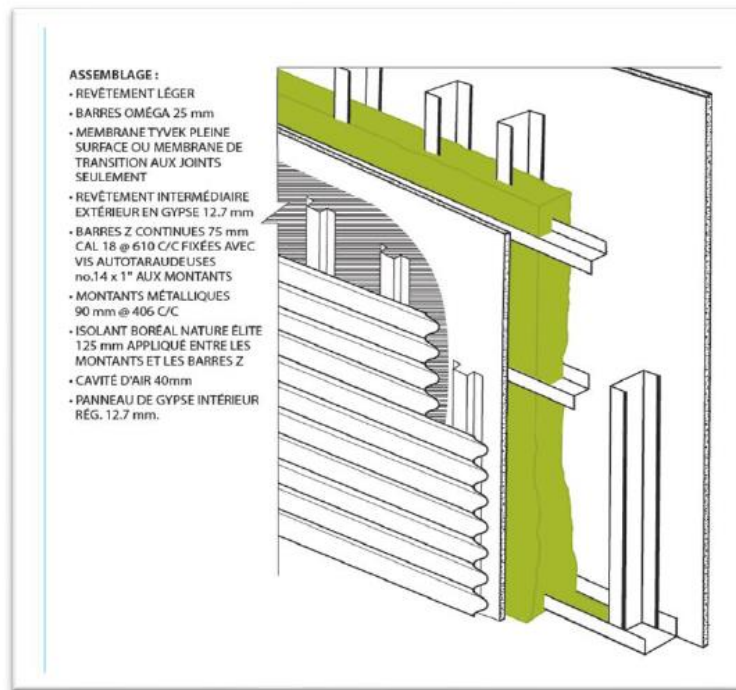 ASSEMBLAGE :
• REVÊTEMENT LÉGER
• BARRES OMÉGA 25 mm
• MEMBRANE TYVEK PLEINE
SURFACE OU MEMBRANE DE
TRANSITION AUX JOINTS
SEULEMENT
• REVÊTEMENT INTERMÉDIAIRE
EXTÉRIEUR EN GYPSE 12.7 mm
• BARRES Z CONTINUES 75 mm
CAL 18 @ 610 C/C FIXÉES AVEC
VIS AUTOTARAUDEUSES
no.14 x 1" AUX MONTANTS
• MONTANTS MÉTALLIQUES
90 mm @ 406 C/C
• ISOLANT BORÉAL NATURE ÉLITE
125 mm APPLIQUÉ ENTRE LES
MONTANTS ET LES BARRES Z
• CAVITÉ D'AIR 40mm
• PANNEAU DE GYPSE INTÉRIEUR
RÉG. 12.7 mm.